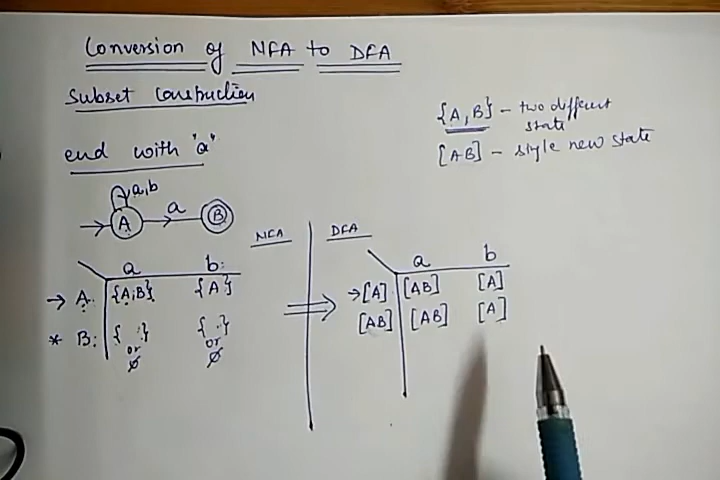 Conversion of NFA to DFA
Subset Construction
{A,B} - two different
state
[AB] - single new state
end with "a"
a,b
A a B
NFA DFA
a b
→ A: {A,B} {A}
* B: { } { }
or or
∅ ∅
a b
→ [A] [AB] [A]
[AB] [AB] [A]